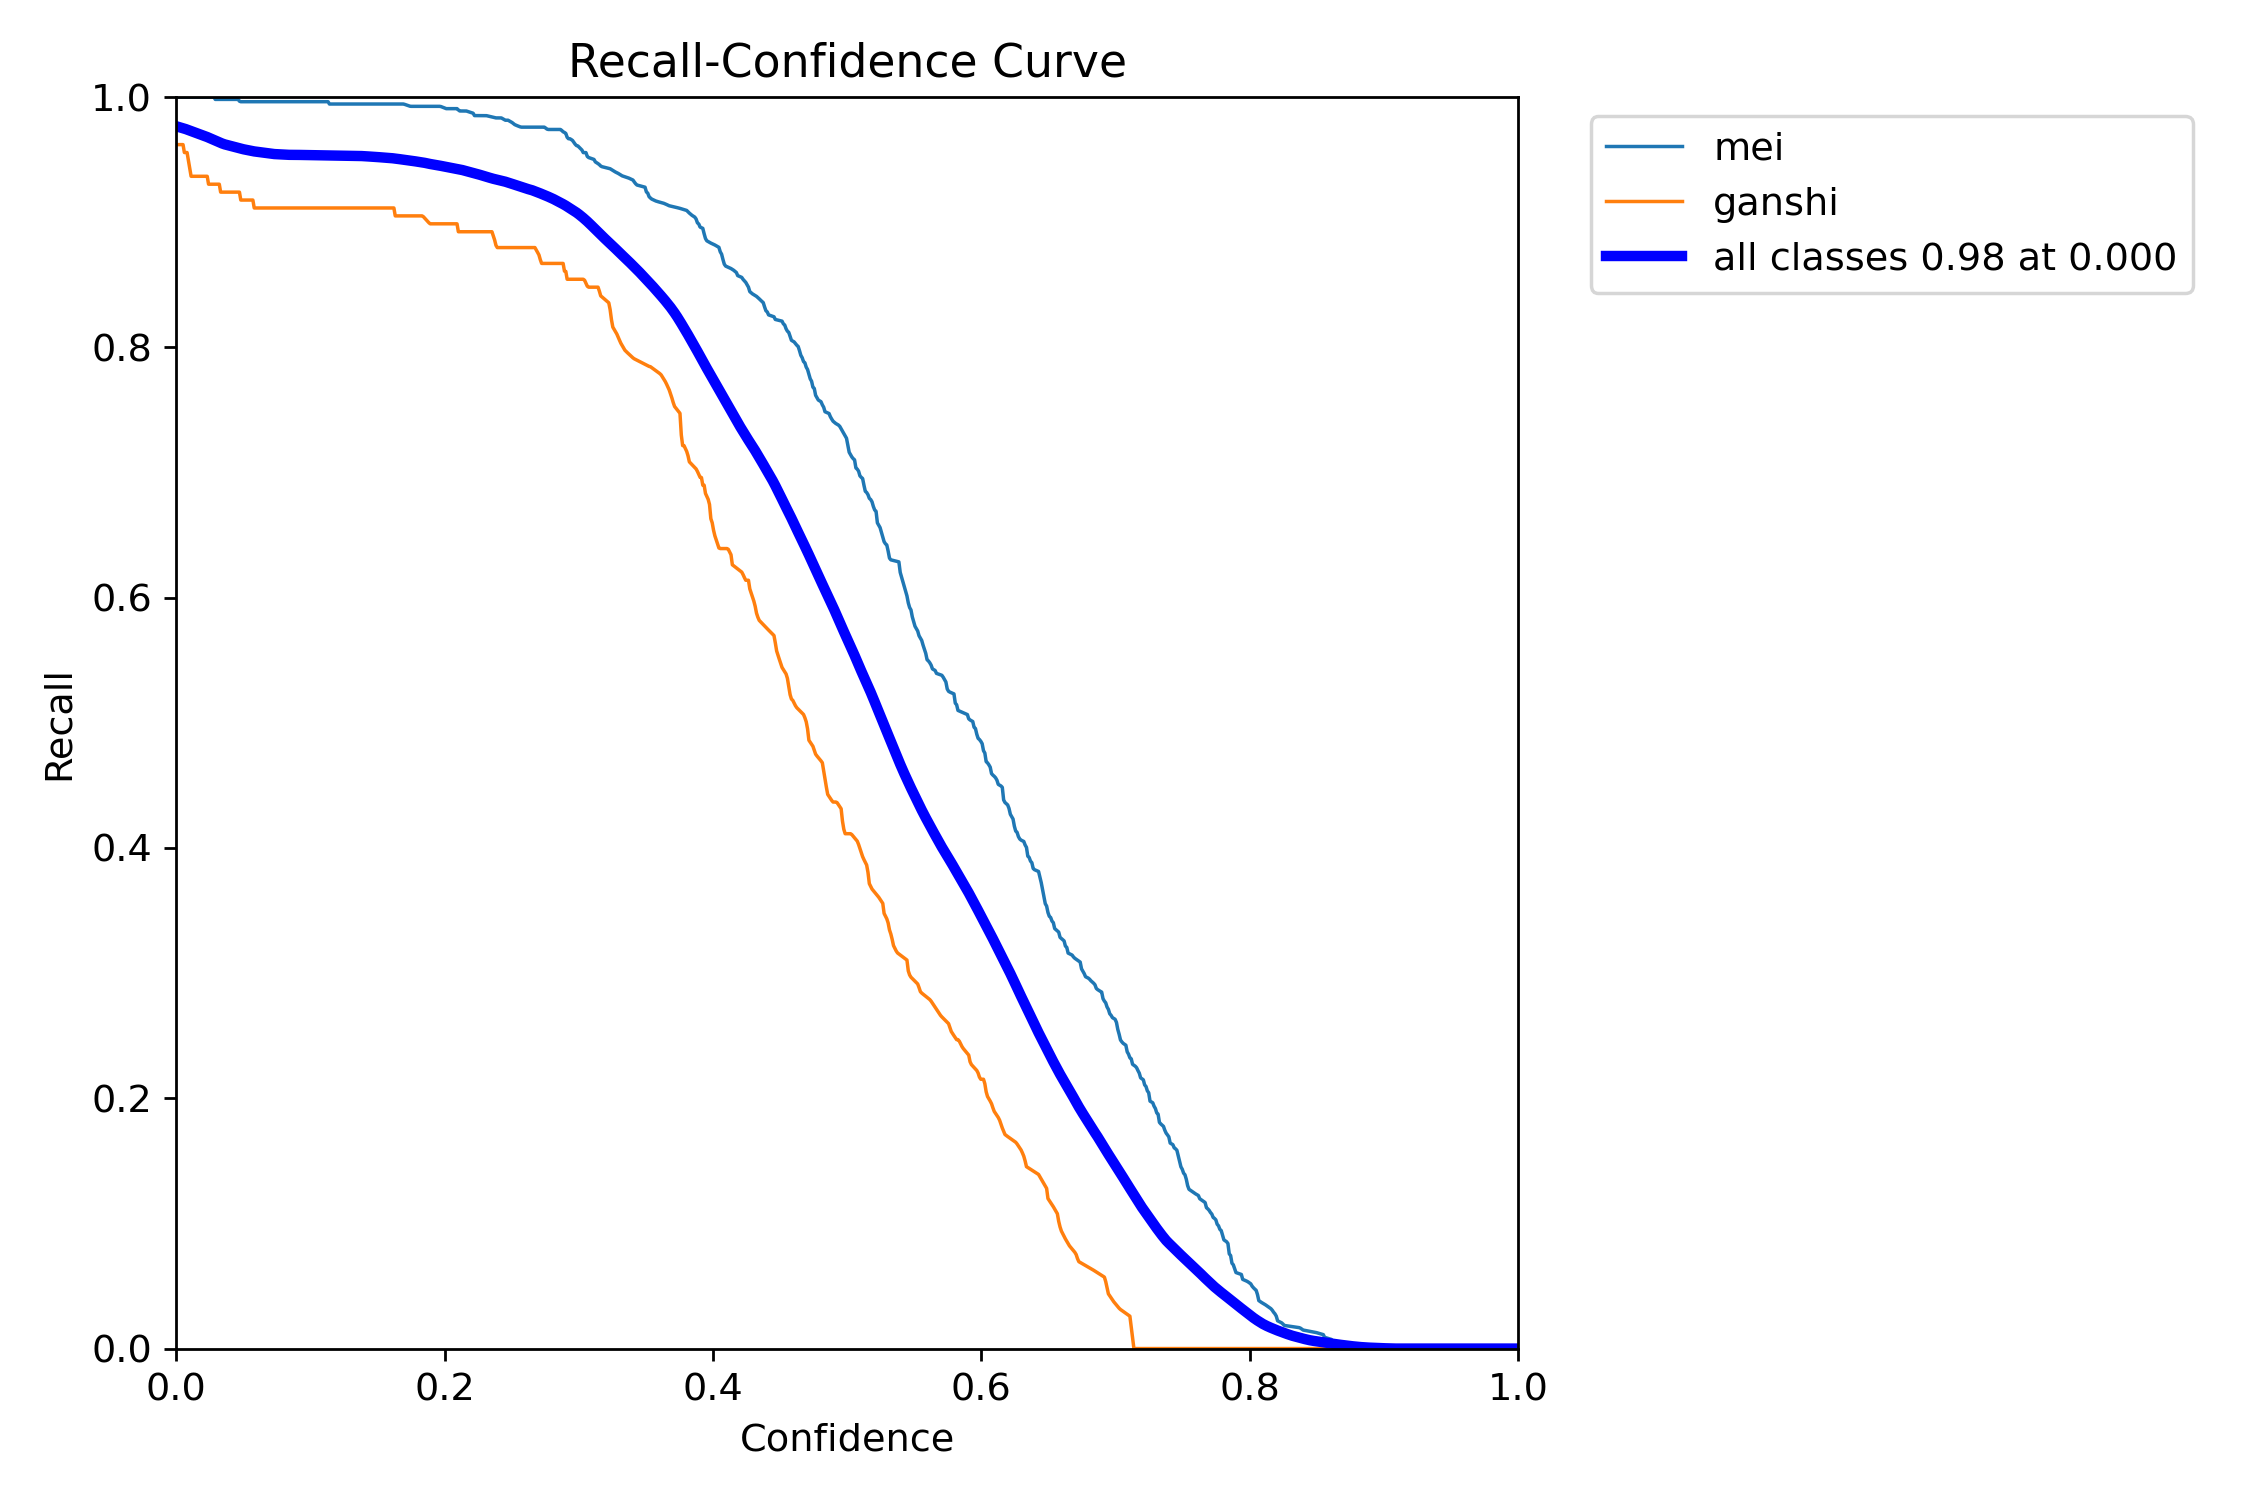 Recall-Confidence Curve
mei
ganshi
all classes 0.98 at 0.000
1.0
0.8
0.6
0.4
0.2
0.0
Recall
0.0 0.2 0.4 0.6 0.8 1.0
Confidence